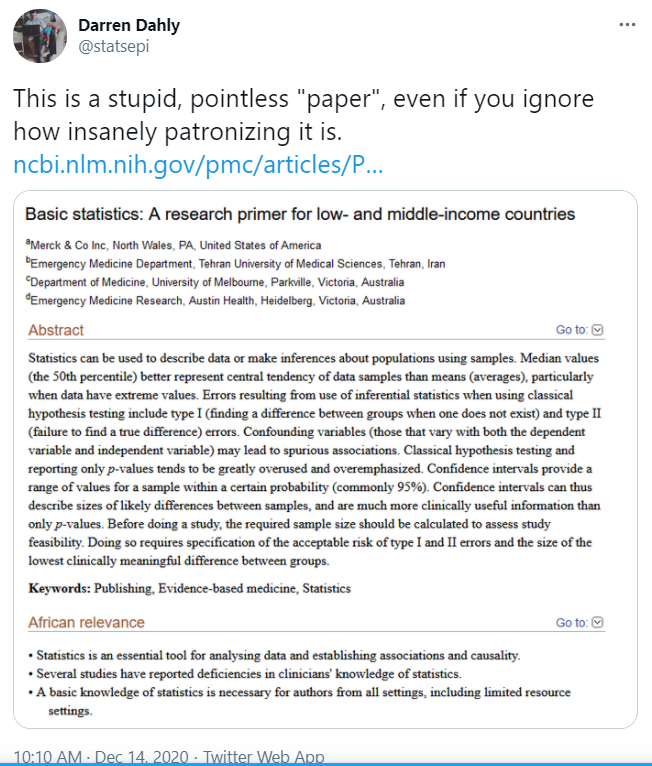 Darren Dahly
@statsepi
This is a stupid, pointless "paper", even if you ignore
how insanely patronizing it is.
ncbi.nlm.nih.gov/pmc/articles/P...
Basic statistics: A research primer for low- and middle-income countries
ᵃMerck & Co Inc, North Wales, PA, United States of America
ᵇEmergency Medicine Department, Tehran University of Medical Sciences, Tehran, Iran
ᶜDepartment of Medicine, University of Melbourne, Parkville, Victoria, Australia
ᵈEmergency Medicine Research, Austin Health, Heidelberg, Victoria, Australia
Abstract Go to:
Statistics can be used to describe data or make inferences about populations using samples. Median values
(the 50th percentile) better represent central tendency of data samples than means (averages), particularly
when data have extreme values. Errors resulting from use of inferential statistics when using classical
hypothesis testing include type I (finding a difference between groups when one does not exist) and type II
(failure to find a true difference) errors. Confounding variables (those that vary with both the dependent
variable and independent variable) may lead to spurious associations. Classical hypothesis testing and
reporting only p-values tends to be greatly overused and overemphasized. Confidence intervals provide a
range of values for a sample within a certain probability (commonly 95%). Confidence intervals can thus
describe sizes of likely differences between samples, and are much more clinically useful information than
only p-values. Before doing a study, the required sample size should be calculated to assess study
feasibility. Doing so requires specification of the acceptable risk of type I and II errors and the size of the
lowest clinically meaningful difference between groups.
Keywords: Publishing, Evidence-based medicine, Statistics
African relevance Go to:
• Statistics is an essential tool for analysing data and establishing associations and causality.
• Several studies have reported deficiencies in clinicians' knowledge of statistics.
• A basic knowledge of statistics is necessary for authors from all settings, including limited resource
settings.
10:10 AM · Dec 14, 2020 · Twitter Web App